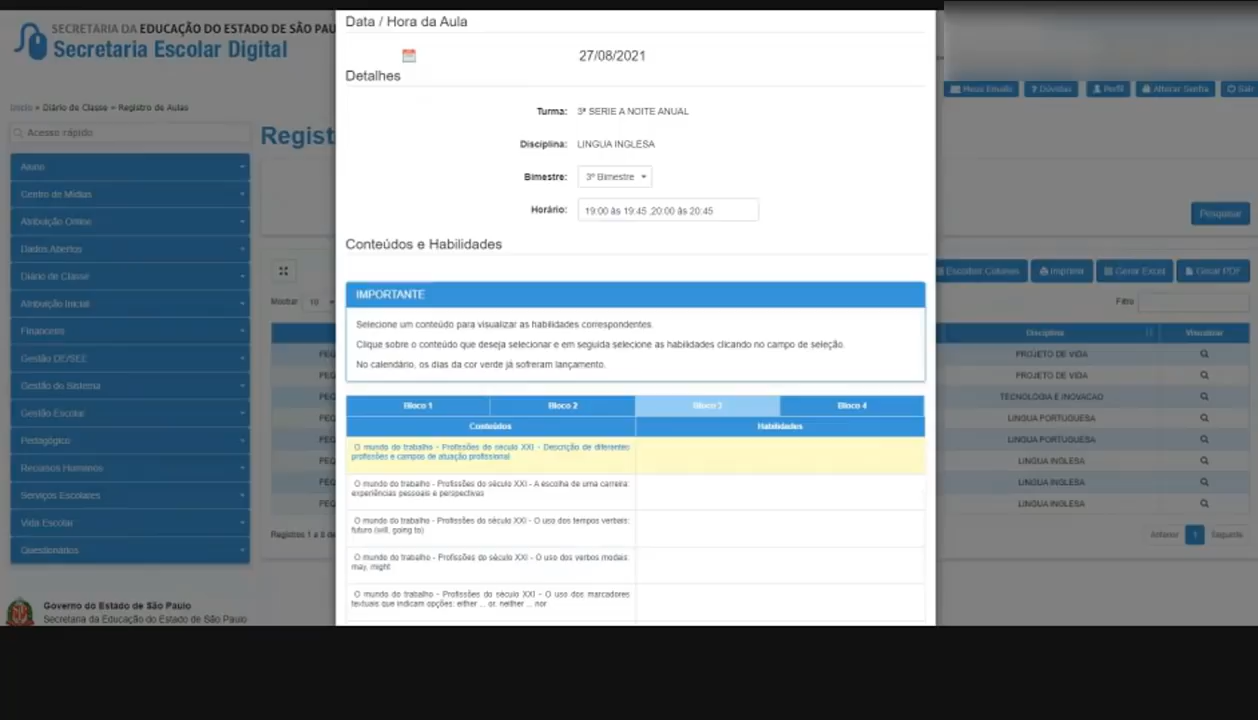 SECRETARIA DA EDUCAÇÃO DO ESTADO DE SÃO PAU
Secretaria Escolar Digital
Início » Diário de Classe » Registro de Aulas
Acesso rápido
Aluno
Centro de Mídias
Atribuição Online
Dados Abertos
Diário de Classe
Atribuição Inicial
Financeiro
Gestão DE/SEE
Gestão do Sistema
Gestão Escolar
Pedagógico
Recursos Humanos
Serviços Escolares
Vida Escolar
Questionários
Governo do Estado de São Paulo
Secretaria da Educação do Estado de São Paulo
Regist
Mostrar 10
Registros 1 a 8 de
Data / Hora da Aula
27/08/2021
Detalhes
Turma: 3ª SERIE A NOITE ANUAL
Disciplina: LINGUA INGLESA
Bimestre: 3º Bimestre
Horário: 19:00 às 19:45 ,20:00 às 20:45
Conteúdos e Habilidades
IMPORTANTE
Selecione um conteúdo para visualizar as habilidades correspondentes.
Clique sobre o conteúdo que deseja selecionar e em seguida selecione as habilidades clicando no campo de seleção.
No calendário, os dias da cor verde já sofreram lançamento.
Bloco 1 Bloco 2 Bloco 3 Bloco 4
Conteúdos Habilidades
O mundo do trabalho - Profissões do século XXI - Descrição de diferentes
profissões e campos de atuação profissional
O mundo do trabalho - Profissões do século XXI - A escolha de uma carreira:
experiências pessoais e perspectivas
O mundo do trabalho - Profissões do século XXI - O uso dos tempos verbais:
futuro (will, going to)
O mundo do trabalho - Profissões do século XXI - O uso dos verbos modais:
may, might
O mundo do trabalho - Profissões do século XXI - O uso dos marcadores
textuais que indicam opções: either ... or, neither ... nor
Meus Emails ? Dúvidas Perfil Alterar Senha Sair
Pesquisar
Escolher Colunas Imprimir Gerar Excel Gerar PDF
Filtro
Disciplina Visualizar
PROJETO DE VIDA
PROJETO DE VIDA
TECNOLOGIA E INOVACAO
LINGUA PORTUGUESA
LINGUA PORTUGUESA
LINGUA INGLESA
LINGUA INGLESA
LINGUA INGLESA
Anterior 1 Seguinte